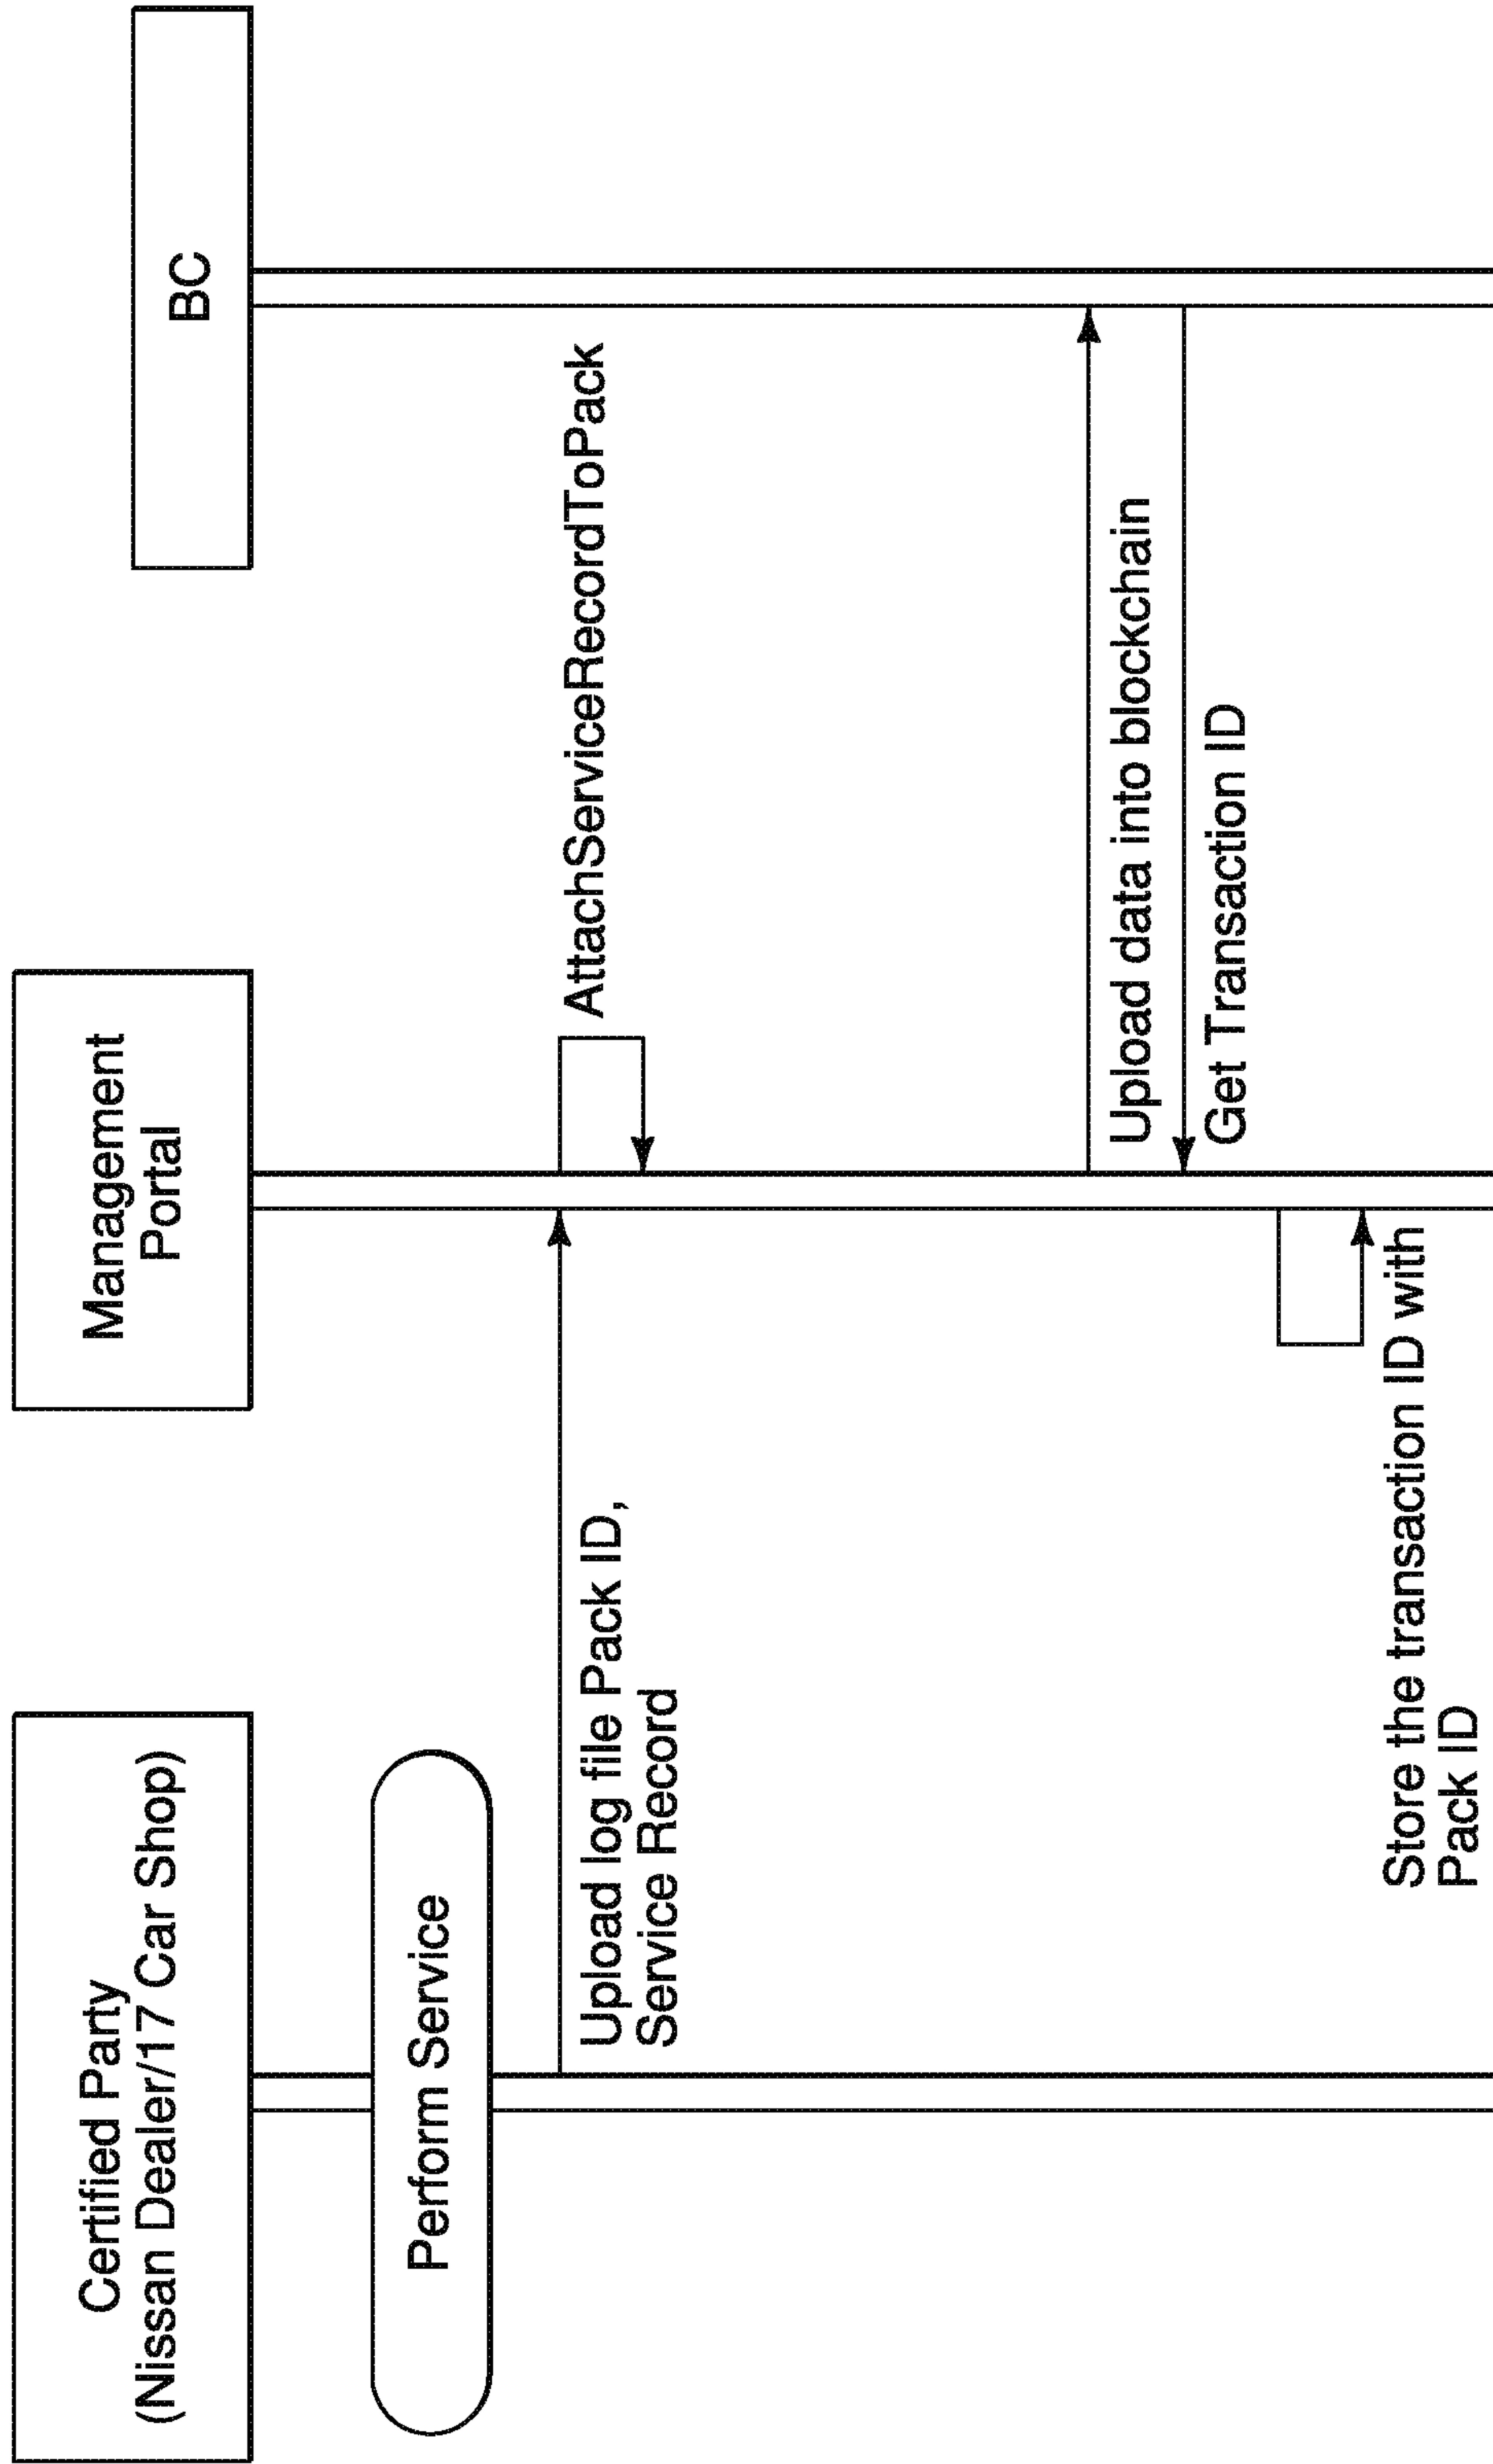 Certified Party
(Nissan Dealer/17 Car Shop)
Management
Portal
BC
Perform Service
Upload log file Pack ID,
Service Record
AttachServiceRecordToPack
Upload data into blockchain
Get Transaction ID
Store the transaction ID with
Pack ID